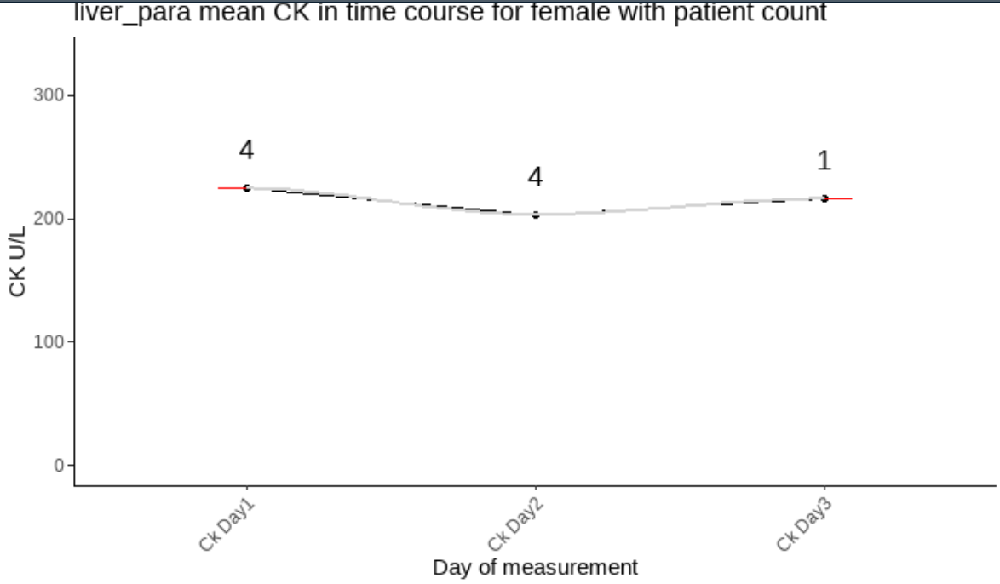 liver_para mean CK in time course for female with patient count
300
200
100
0
CK U/L
4
4
1
Ck Day1
Ck Day2
Ck Day3
Day of measurement